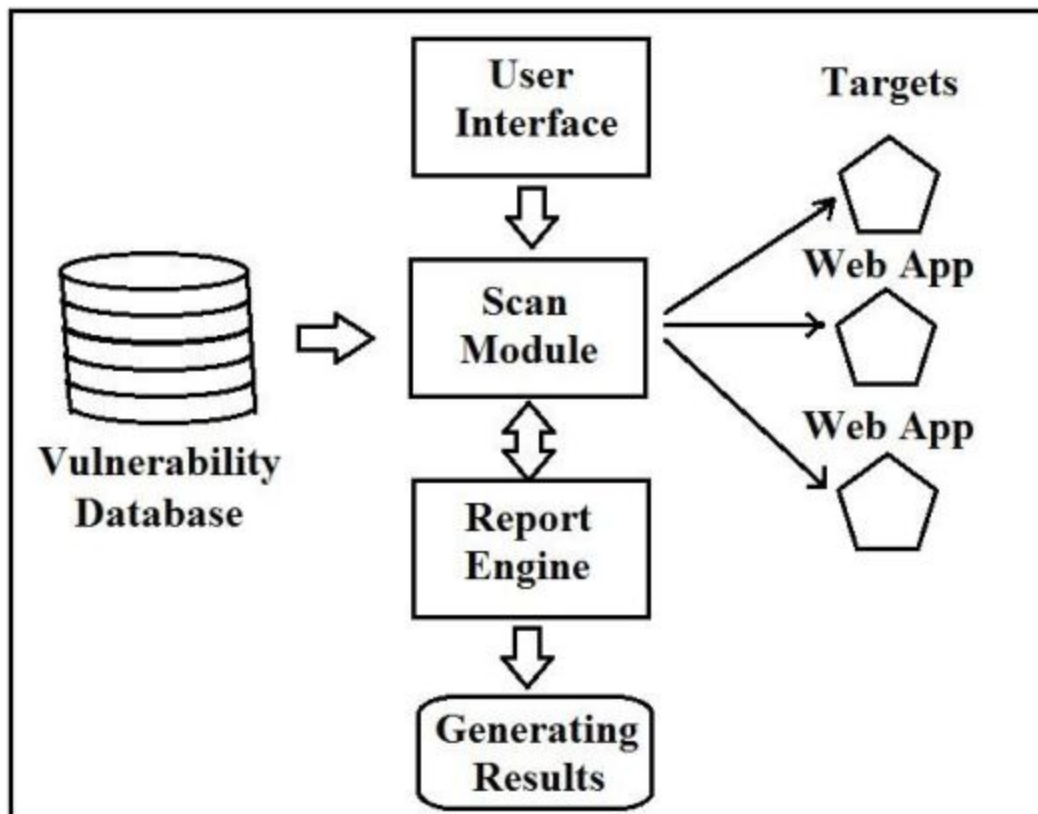 User
Interface
Targets
Web App
Scan
Module
Web App
Vulnerability
Database
Report
Engine
Generating
Results